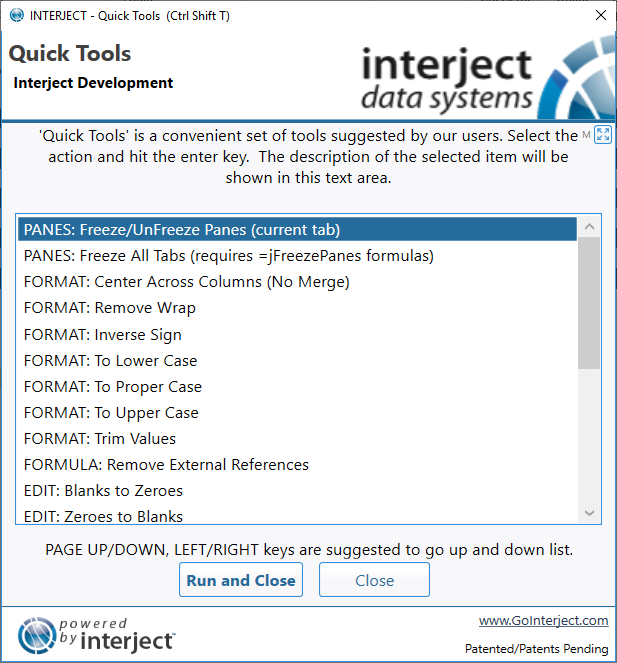 INTERJECT - Quick Tools (Ctrl Shift T)
Quick Tools
Interject Development
interject
data systems
'Quick Tools' is a convenient set of tools suggested by our users. Select the M
action and hit the enter key. The description of the selected item will be
shown in this text area.
PANES: Freeze/UnFreeze Panes (current tab)
PANES: Freeze All Tabs (requires =jFreezePanes formulas)
FORMAT: Center Across Columns (No Merge)
FORMAT: Remove Wrap
FORMAT: Inverse Sign
FORMAT: To Lower Case
FORMAT: To Proper Case
FORMAT: To Upper Case
FORMAT: Trim Values
FORMULA: Remove External References
EDIT: Blanks to Zeroes
EDIT: Zeroes to Blanks
PAGE UP/DOWN, LEFT/RIGHT keys are suggested to go up and down list.
Run and Close
Close
powered
by interject™
www.GoInterject.com
Patented/Patents Pending